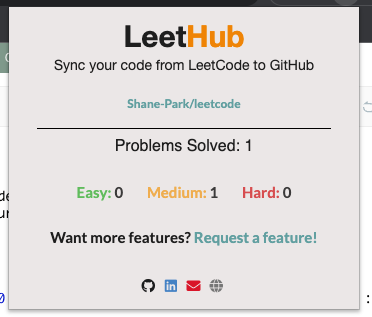 LeetHub
Sync your code from LeetCode to GitHub
Shane-Park/leetcode
Problems Solved: 1
Easy: 0 Medium: 1 Hard: 0
Want more features? Request a feature!